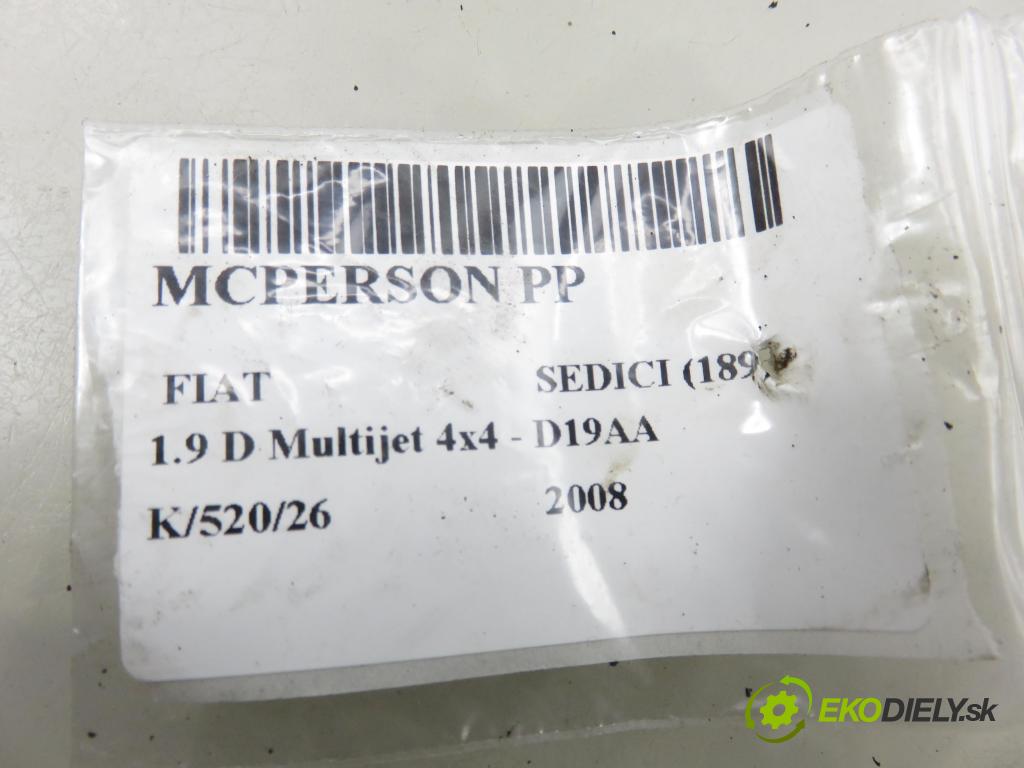 MCPERSON PP
FIAT SEDICI (189
1.9 D Multijet 4x4 - D19AA
K/520/26 2008
EKODIELY.sk